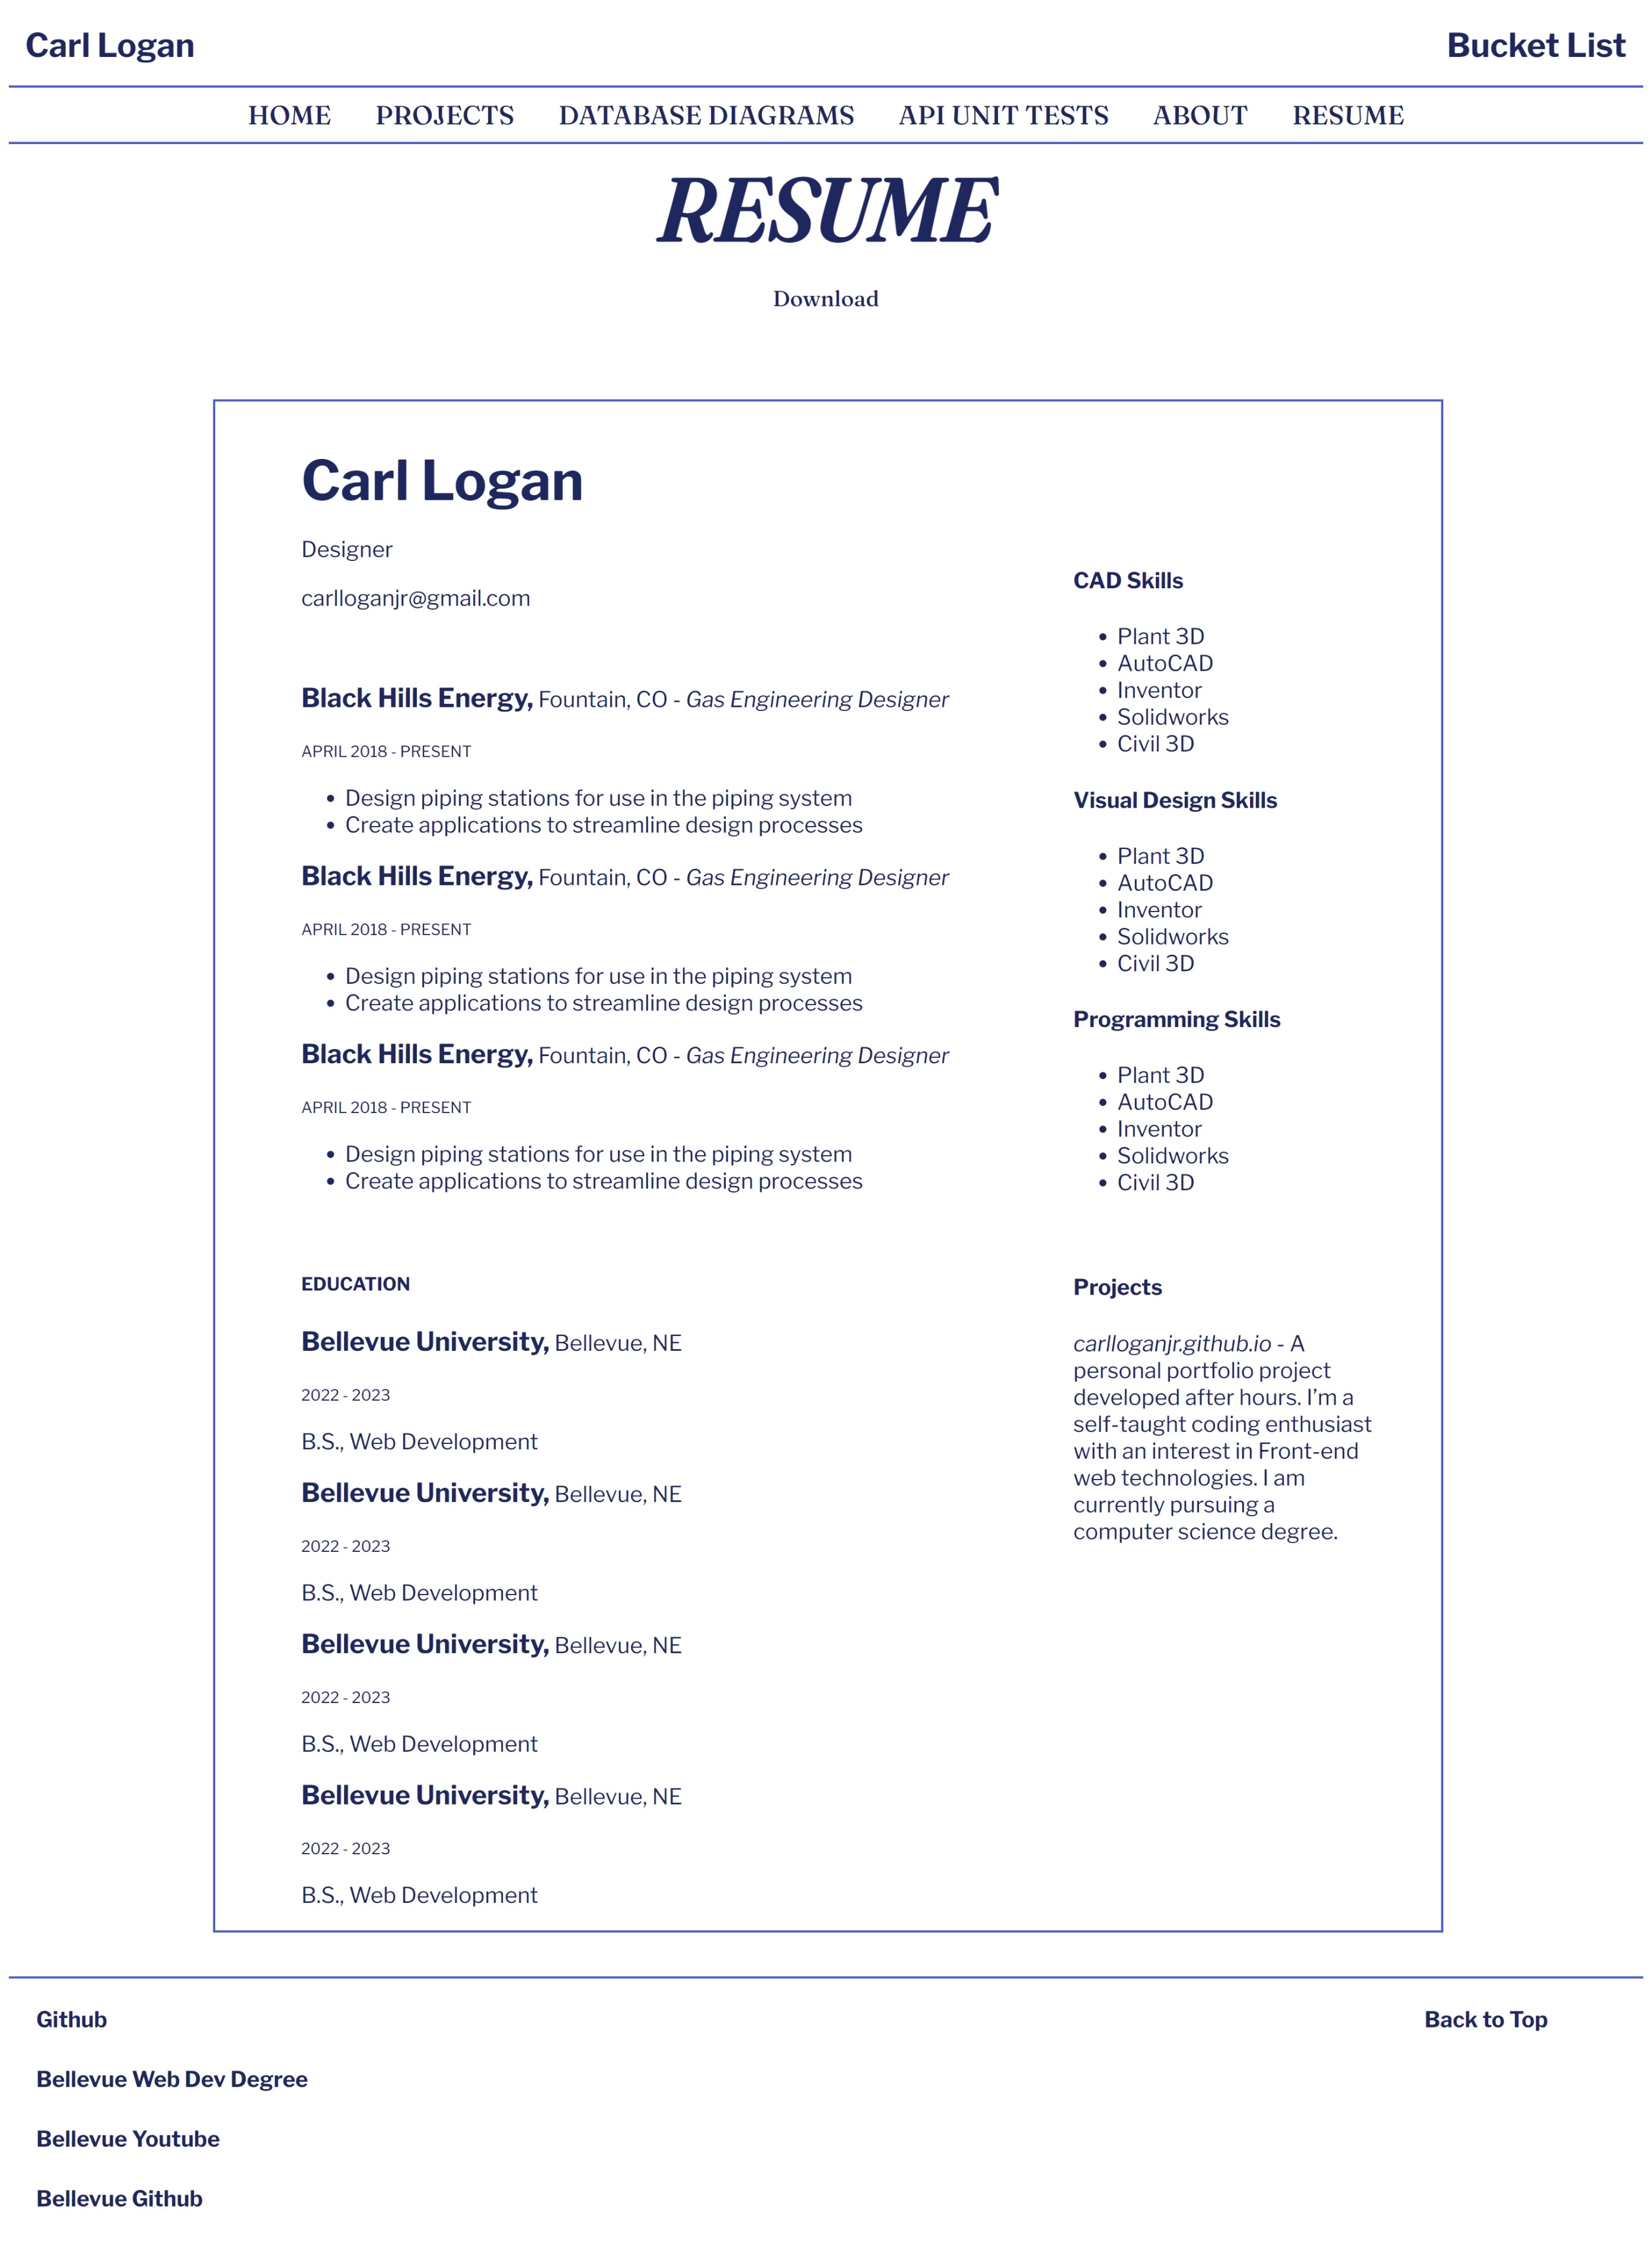 Carl Logan
Bucket List
HOME PROJECTS DATABASE DIAGRAMS API UNIT TESTS ABOUT RESUME
RESUME
Download
Carl Logan
Designer
carlloganjr@gmail.com
Black Hills Energy, Fountain, CO - Gas Engineering Designer
APRIL 2018 - PRESENT
• Design piping stations for use in the piping system
• Create applications to streamline design processes
Black Hills Energy, Fountain, CO - Gas Engineering Designer
APRIL 2018 - PRESENT
• Design piping stations for use in the piping system
• Create applications to streamline design processes
Black Hills Energy, Fountain, CO - Gas Engineering Designer
APRIL 2018 - PRESENT
• Design piping stations for use in the piping system
• Create applications to streamline design processes
CAD Skills
• Plant 3D
• AutoCAD
• Inventor
• Solidworks
• Civil 3D
Visual Design Skills
• Plant 3D
• AutoCAD
• Inventor
• Solidworks
• Civil 3D
Programming Skills
• Plant 3D
• AutoCAD
• Inventor
• Solidworks
• Civil 3D
EDUCATION
Bellevue University, Bellevue, NE
2022 - 2023
B.S., Web Development
Bellevue University, Bellevue, NE
2022 - 2023
B.S., Web Development
Bellevue University, Bellevue, NE
2022 - 2023
B.S., Web Development
Bellevue University, Bellevue, NE
2022 - 2023
B.S., Web Development
Projects
carlloganjr.github.io - A
personal portfolio project
developed after hours. I'm a
self-taught coding enthusiast
with an interest in Front-end
web technologies. I am
currently pursuing a
computer science degree.
Github
Bellevue Web Dev Degree
Bellevue Youtube
Bellevue Github
Back to Top